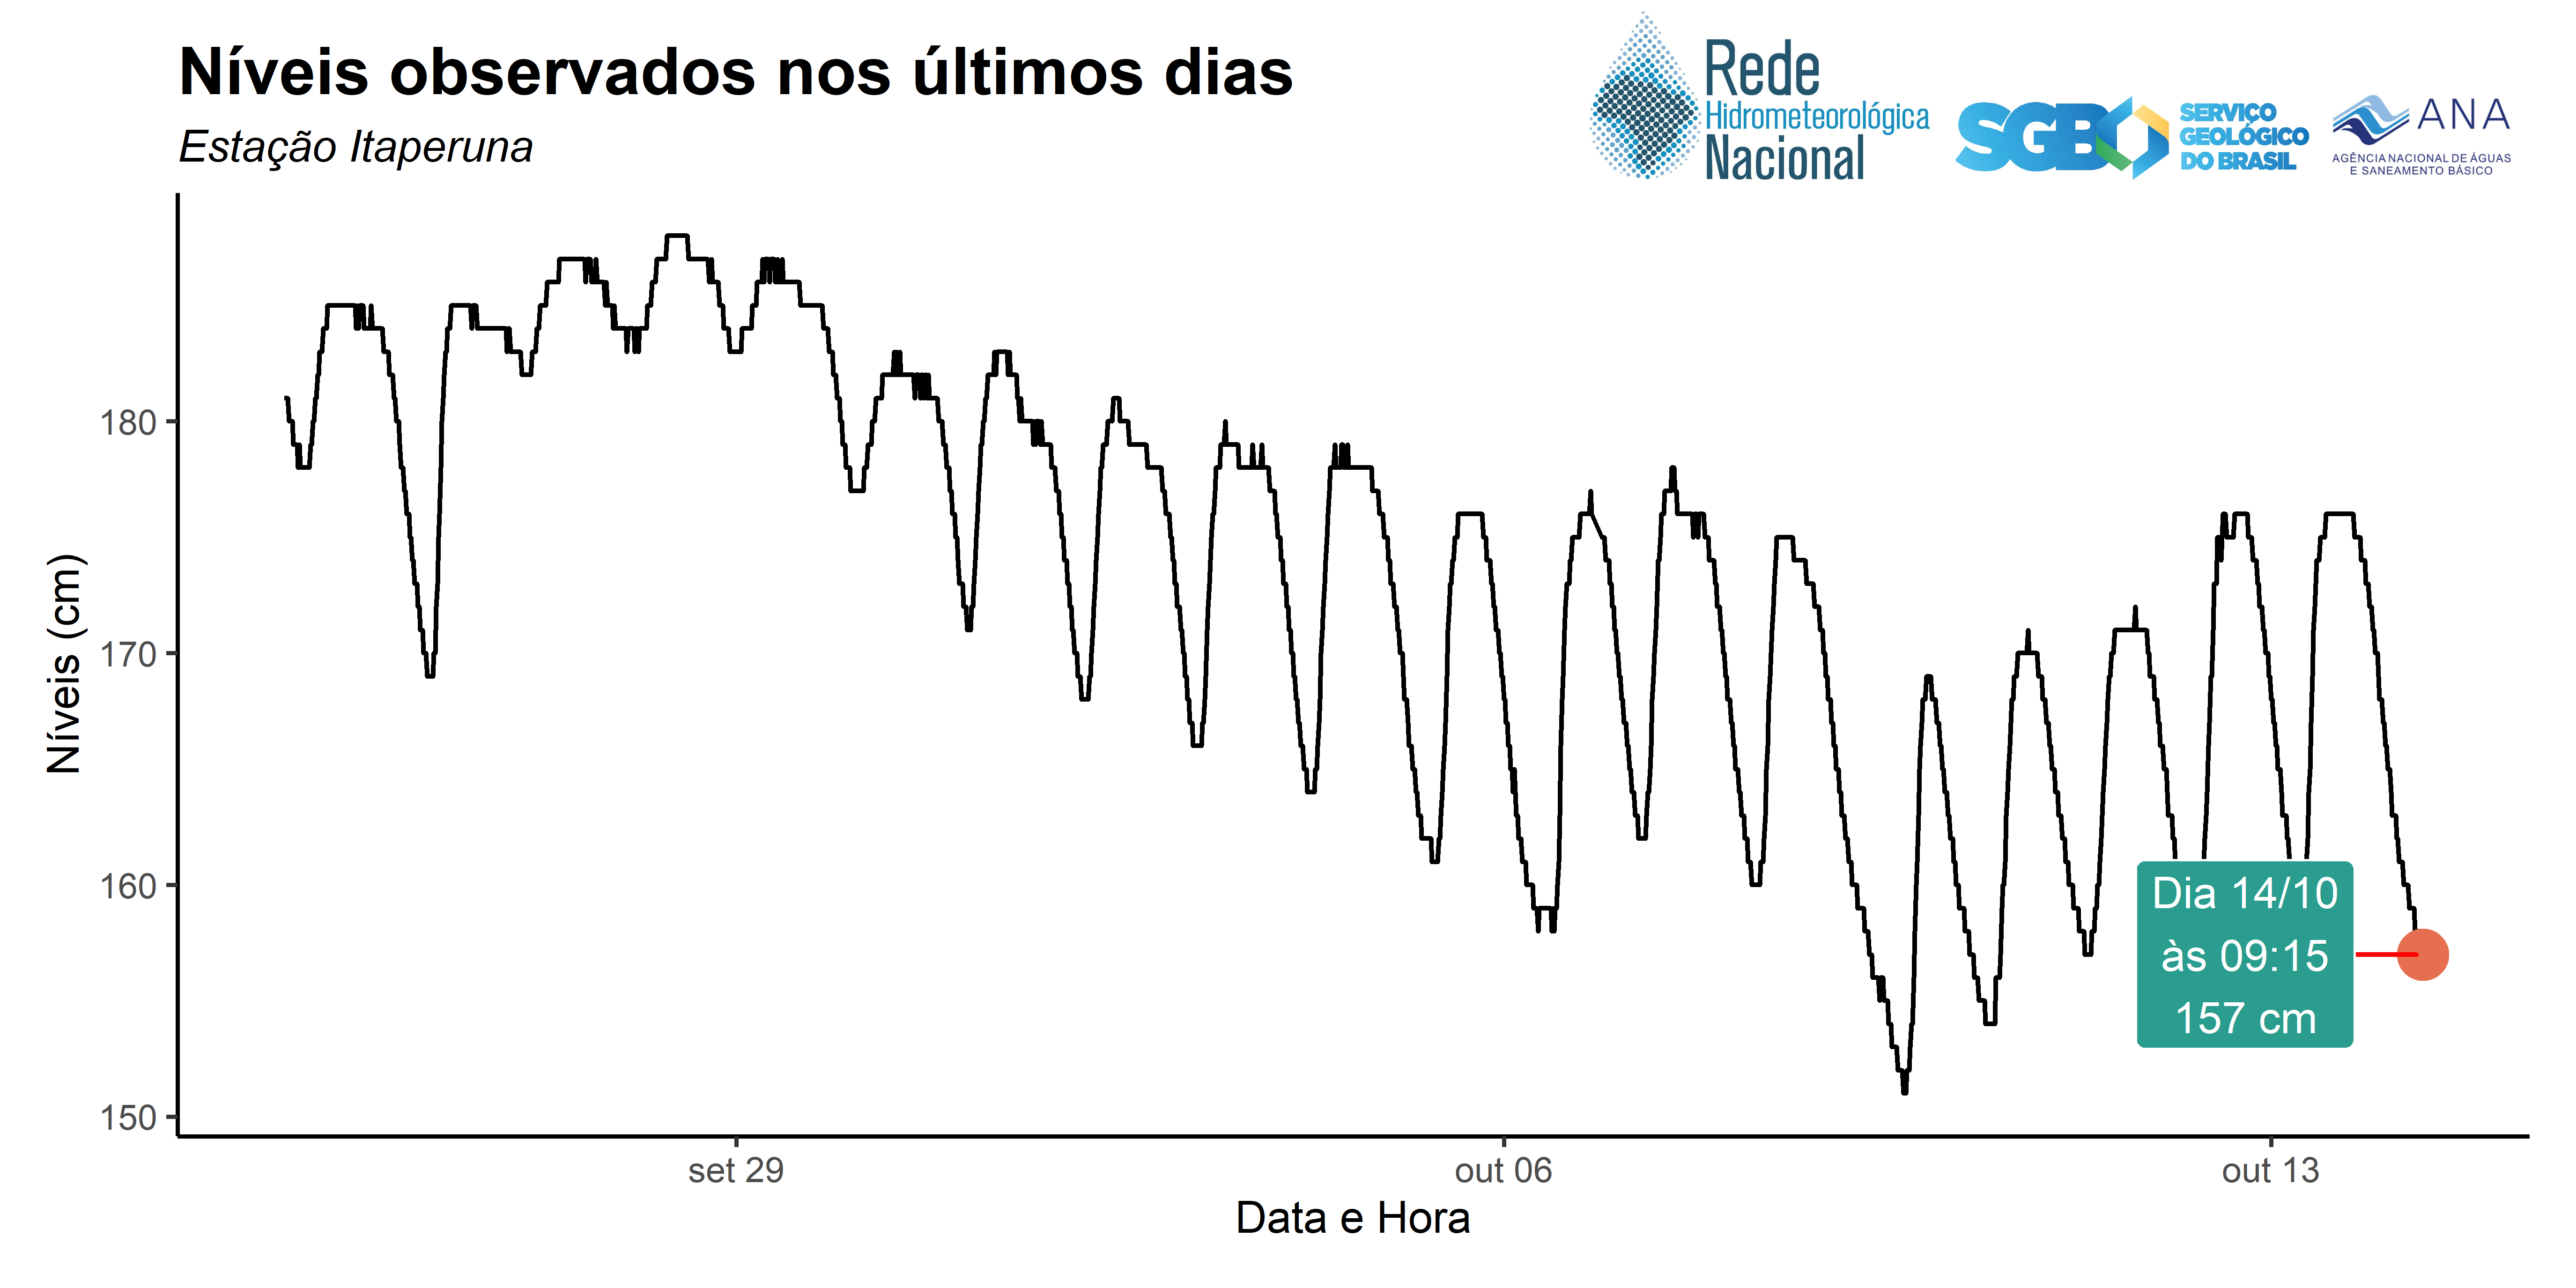 Níveis observados nos últimos dias
Estação Itaperuna
Rede
Hidrometeorológica
Nacional
SGB
SERVIÇO
GEOLÓGICO
DO BRASIL
ANA
AGÊNCIA NACIONAL DE ÁGUAS
E SANEAMENTO BÁSICO
Níveis (cm)
180
170
160
150
Dia 14/10
às 09:15
157 cm
set 29
out 06
out 13
Data e Hora